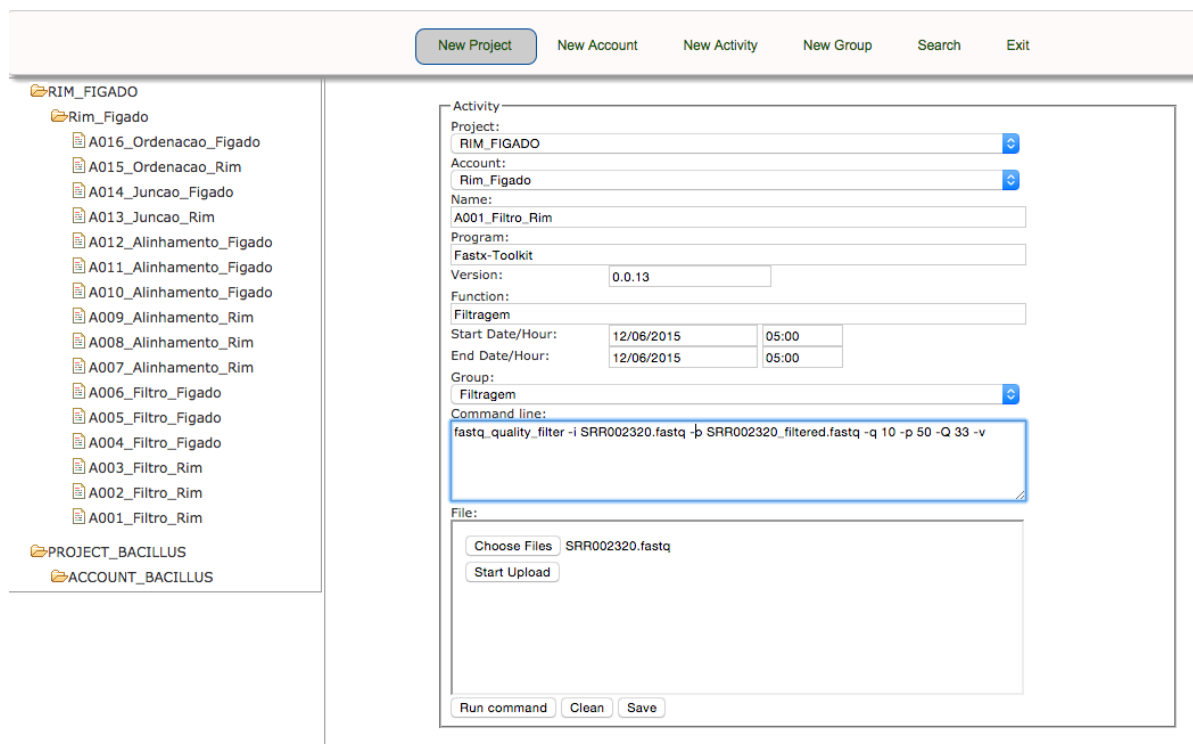 New Project New Account New Activity New Group Search Exit
RIM_FIGADO
Rim_Figado
A016_Ordenacao_Figado
A015_Ordenacao_Rim
A014_Juncao_Figado
A013_Juncao_Rim
A012_Alinhamento_Figado
A011_Alinhamento_Figado
A010_Alinhamento_Figado
A009_Alinhamento_Rim
A008_Alinhamento_Rim
A007_Alinhamento_Rim
A006_Filtro_Figado
A005_Filtro_Figado
A004_Filtro_Figado
A003_Filtro_Rim
A002_Filtro_Rim
A001_Filtro_Rim
PROJECT_BACILLUS
ACCOUNT_BACILLUS
Activity
Project:
RIM_FIGADO
Account:
Rim_Figado
Name:
A001_Filtro_Rim
Program:
Fastx-Toolkit
Version: 0.0.13
Function:
Filtragem
Start Date/Hour: 12/06/2015 05:00
End Date/Hour: 12/06/2015 05:00
Group:
Filtragem
Command line:
fastq_quality_filter -i SRR002320.fastq -o SRR002320_filtered.fastq -q 10 -p 50 -Q 33 -v
File:
Choose Files SRR002320.fastq
Start Upload
Run command Clean Save